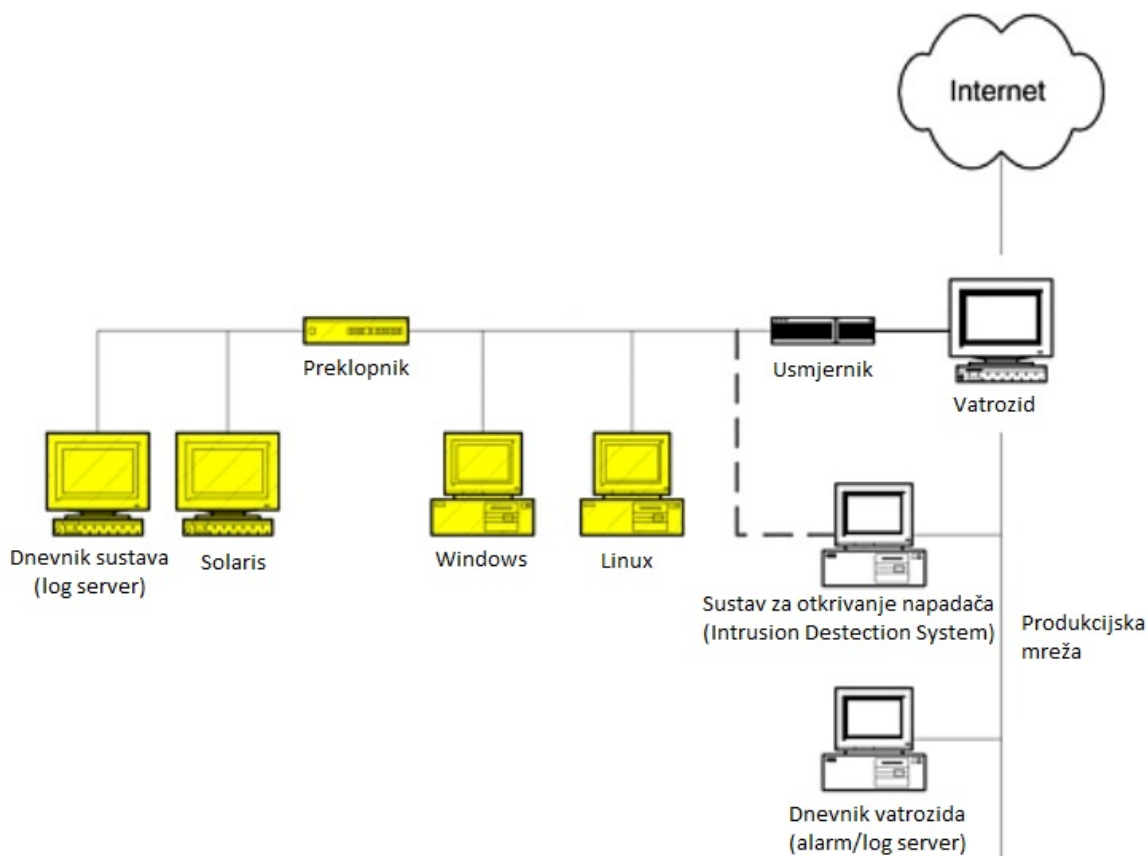 Internet
Preklopnik
Usmjernik
Vatrozid
Dnevnik sustava
(log server)
Solaris
Windows
Linux
Sustav za otkrivanje napadača
(Intrusion Destection System)
Produkcijska
mreža
Dnevnik vatrozida
(alarm/log server)